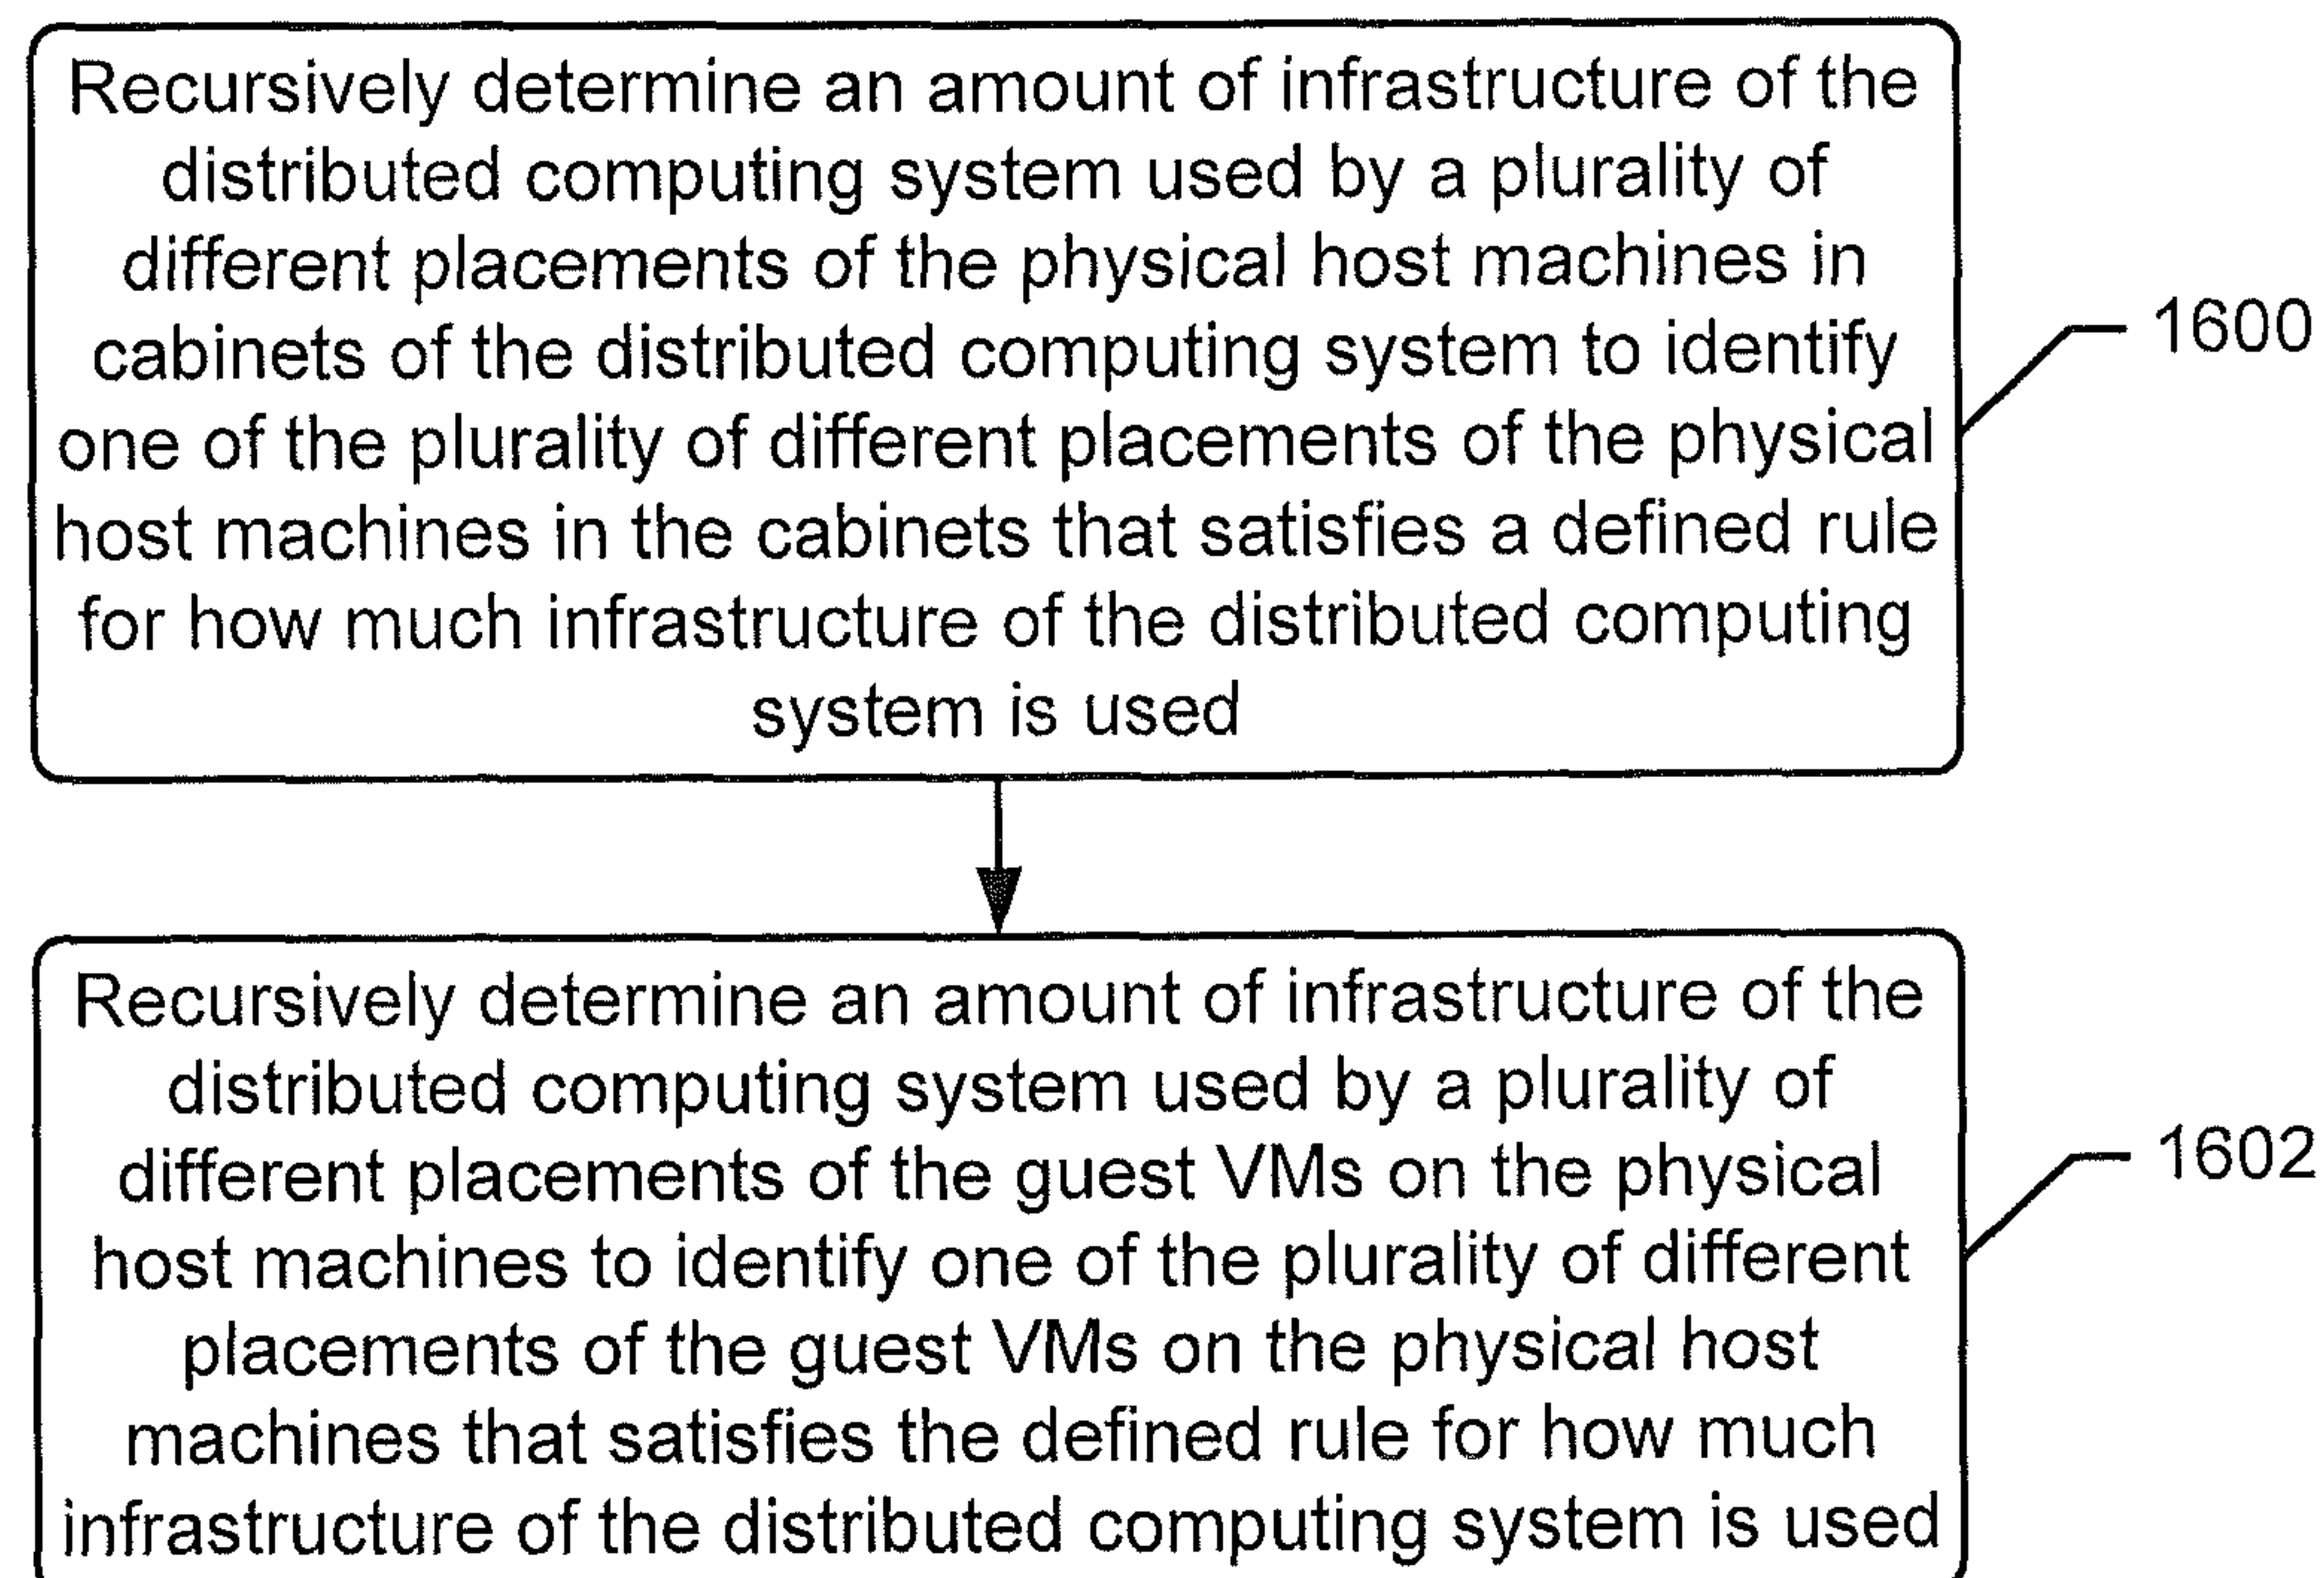 Recursively determine an amount of infrastructure of the
distributed computing system used by a plurality of
different placements of the physical host machines in
cabinets of the distributed computing system to identify
one of the plurality of different placements of the physical
host machines in the cabinets that satisfies a defined rule
for how much infrastructure of the distributed computing
system is used
1600
Recursively determine an amount of infrastructure of the
distributed computing system used by a plurality of
different placements of the guest VMs on the physical
host machines to identify one of the plurality of different
placements of the guest VMs on the physical host
machines that satisfies the defined rule for how much
infrastructure of the distributed computing system is used
1602